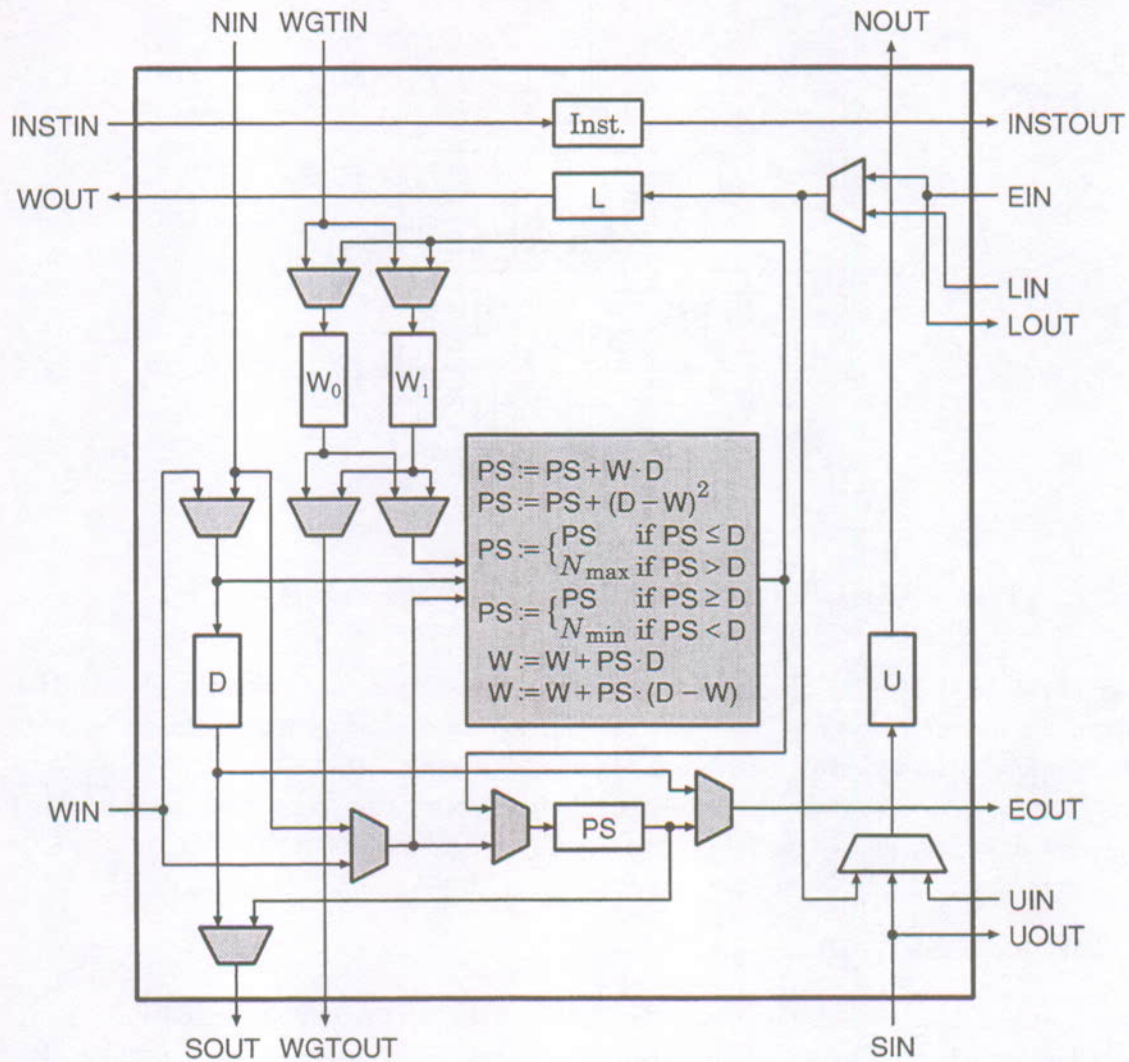 NIN WGTIN NOUT
INSTIN Inst. INSTOUT
WOUT L EIN
LIN
LOUT
W₀ W₁
PS := PS + W · D
PS := PS + (D – W)²
PS := { PS if PS ≤ D
N_max if PS > D
PS := { PS if PS ≥ D
N_min if PS < D
W := W + PS · D
W := W + PS · (D – W)
D U
WIN PS EOUT
UIN
UOUT
SOUT WGTOUT SIN